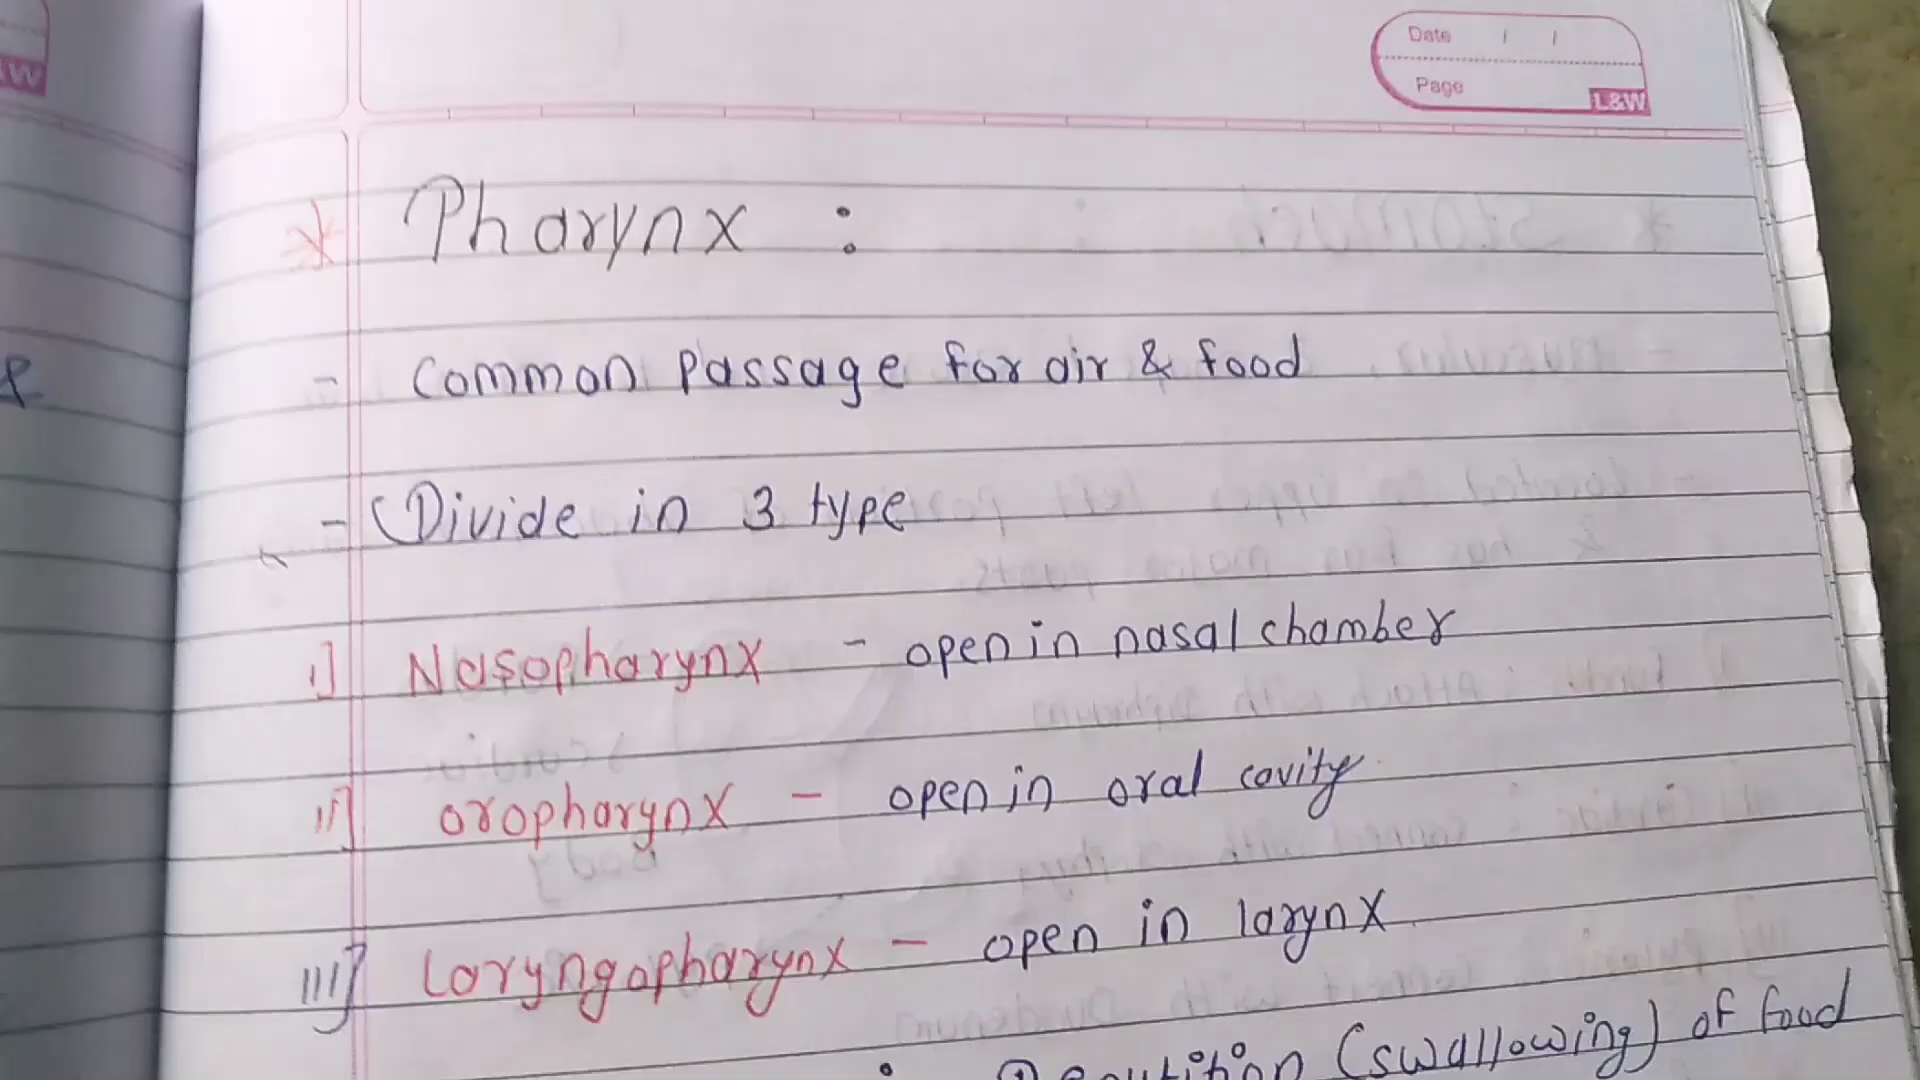 Date / /
Page
L&W
&W
* Pharynx :
&
- Common Passage for air & food
- Divide in 3 type
i] Nasopharynx - open in nasal chamber
ii] oropharynx - open in oral cavity
iii] Laryngopharynx - open in larynx
(swallowing) of food